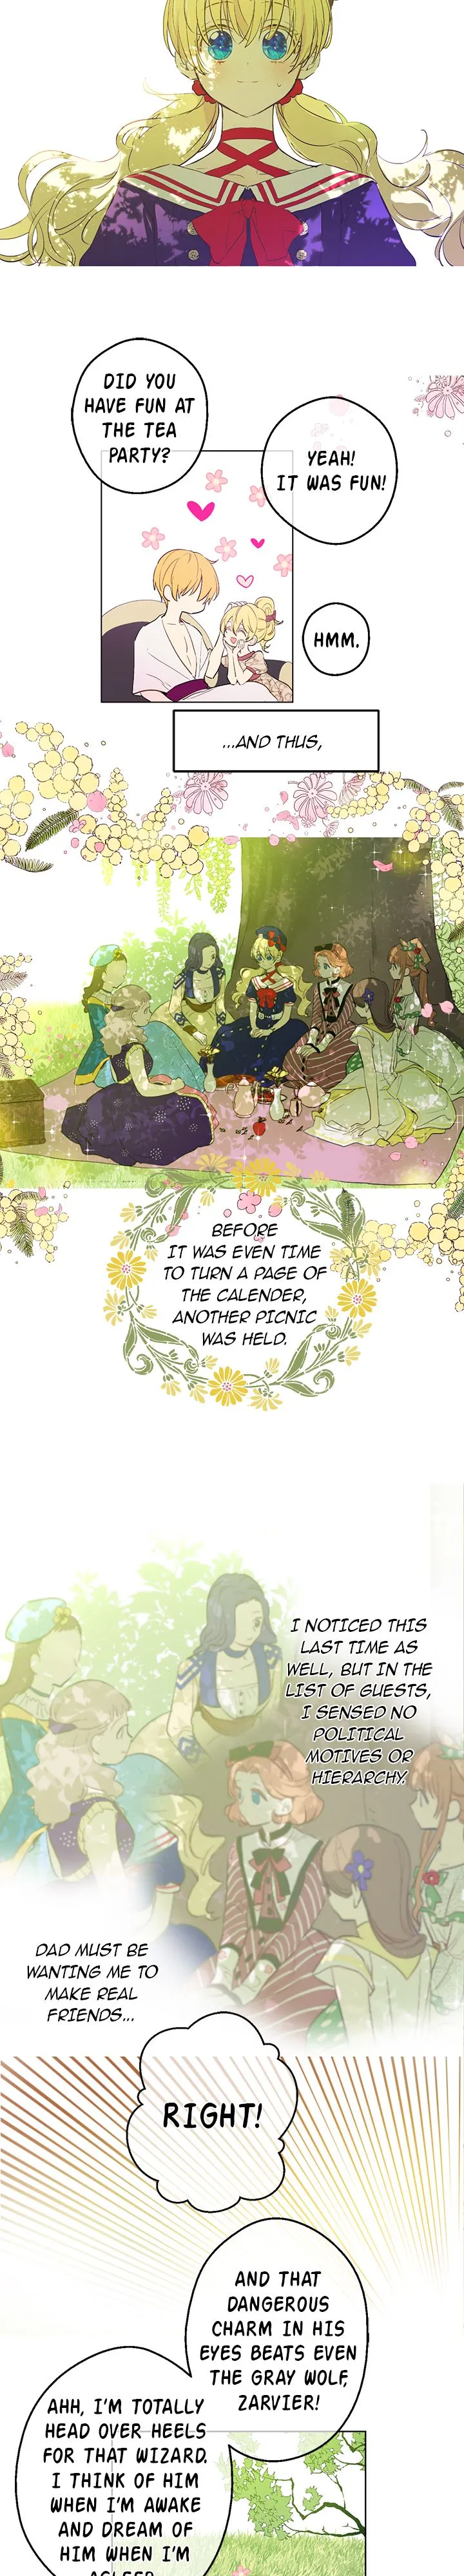 DID YOU
HAVE FUN AT
THE TEA
PARTY?
YEAH!
IT WAS FUN!
HMM.
...AND THUS,
BEFORE
IT WAS EVEN TIME
TO TURN A PAGE OF
THE CALENDER,
ANOTHER PICNIC
WAS HELD.
I NOTICED THIS
LAST TIME AS
WELL, BUT IN THE
LIST OF GUESTS,
I SENSED NO
POLITICAL
MOTIVES OR
HIERARCHY.
DAD MUST BE
WANTING ME TO
MAKE REAL
FRIENDS...
RIGHT!
AND THAT
DANGEROUS
CHARM IN HIS
EYES BEATS EVEN
THE GRAY WOLF,
ZARVIER!
AHH, I'M TOTALLY
HEAD OVER HEELS
FOR THAT WIZARD.
I THINK OF HIM
WHEN I'M AWAKE
AND DREAM OF
HIM WHEN I'M